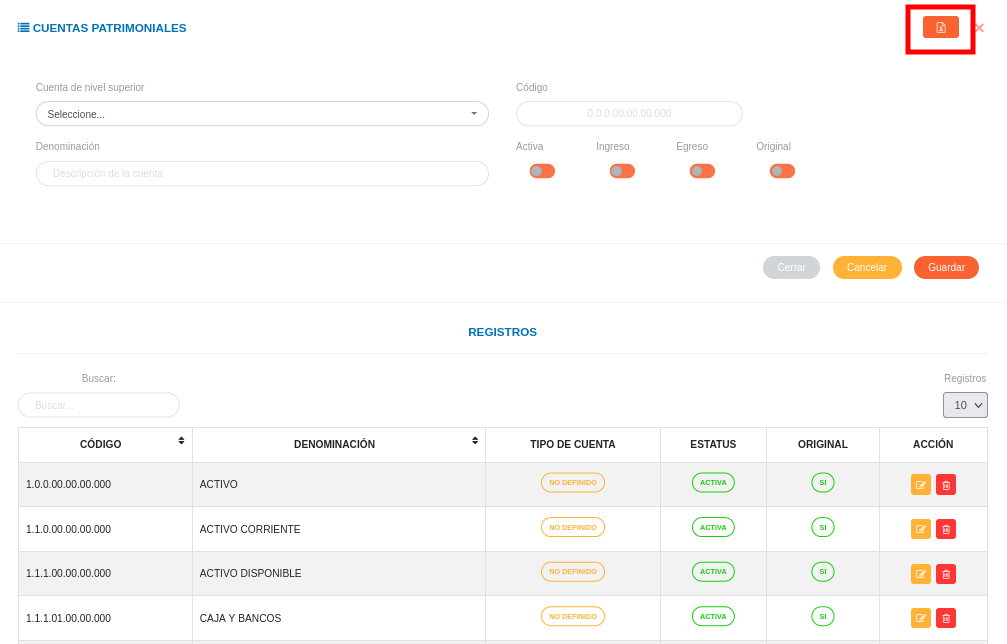 CUENTAS PATRIMONIALES
Cuenta de nivel superior
Código
Seleccione...
0.0.0.00.00.00.000
Denominación
Activa Ingreso Egreso Original
Descripción de la cuenta
Cerrar Cancelar Guardar
REGISTROS
Buscar: Registros
Buscar... 10
CÓDIGO DENOMINACIÓN TIPO DE CUENTA ESTATUS ORIGINAL ACCIÓN
1.0.0.00.00.00.000 ACTIVO NO DEFINIDO ACTIVA SI
1.1.0.00.00.00.000 ACTIVO CORRIENTE NO DEFINIDO ACTIVA SI
1.1.1.00.00.00.000 ACTIVO DISPONIBLE NO DEFINIDO ACTIVA SI
1.1.1.01.00.00.000 CAJA Y BANCOS NO DEFINIDO ACTIVA SI